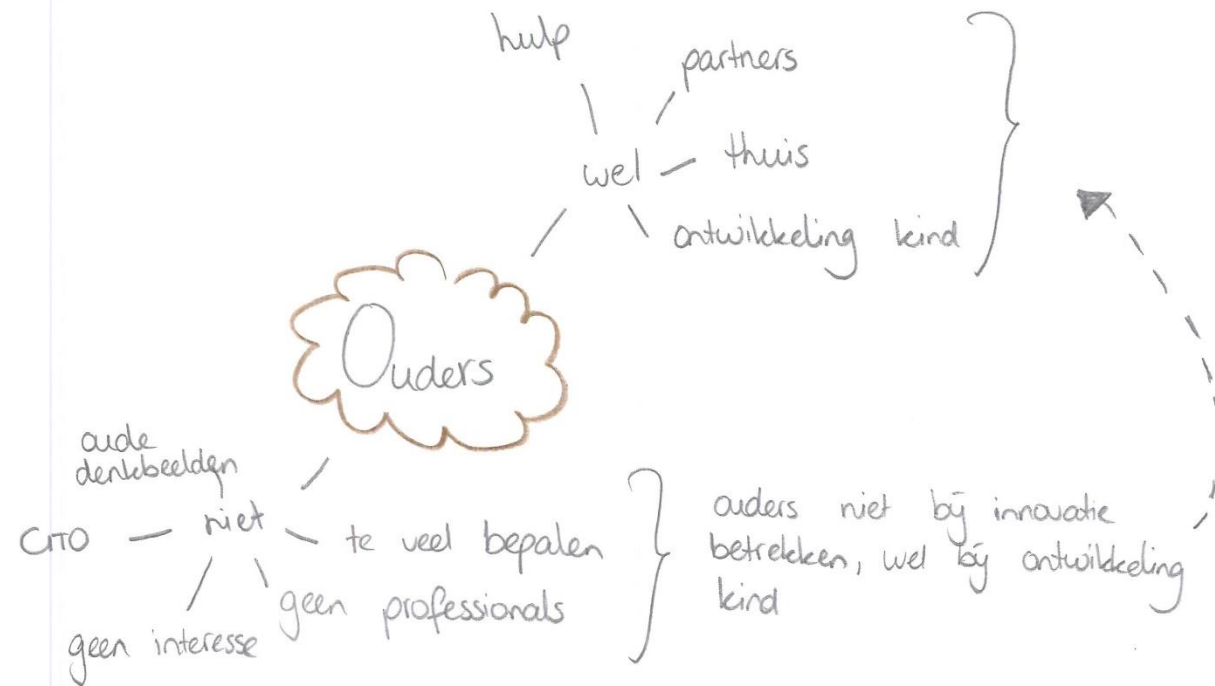 hulp
partners
wel
thuis
ontwikkeling kind
Ouders
oude
denkbeelden
niet
CITO
te veel bepalen
geen professionals
geen interesse
ouders niet bij innovatie
betrekken, wel bij ontwikkeling
kind